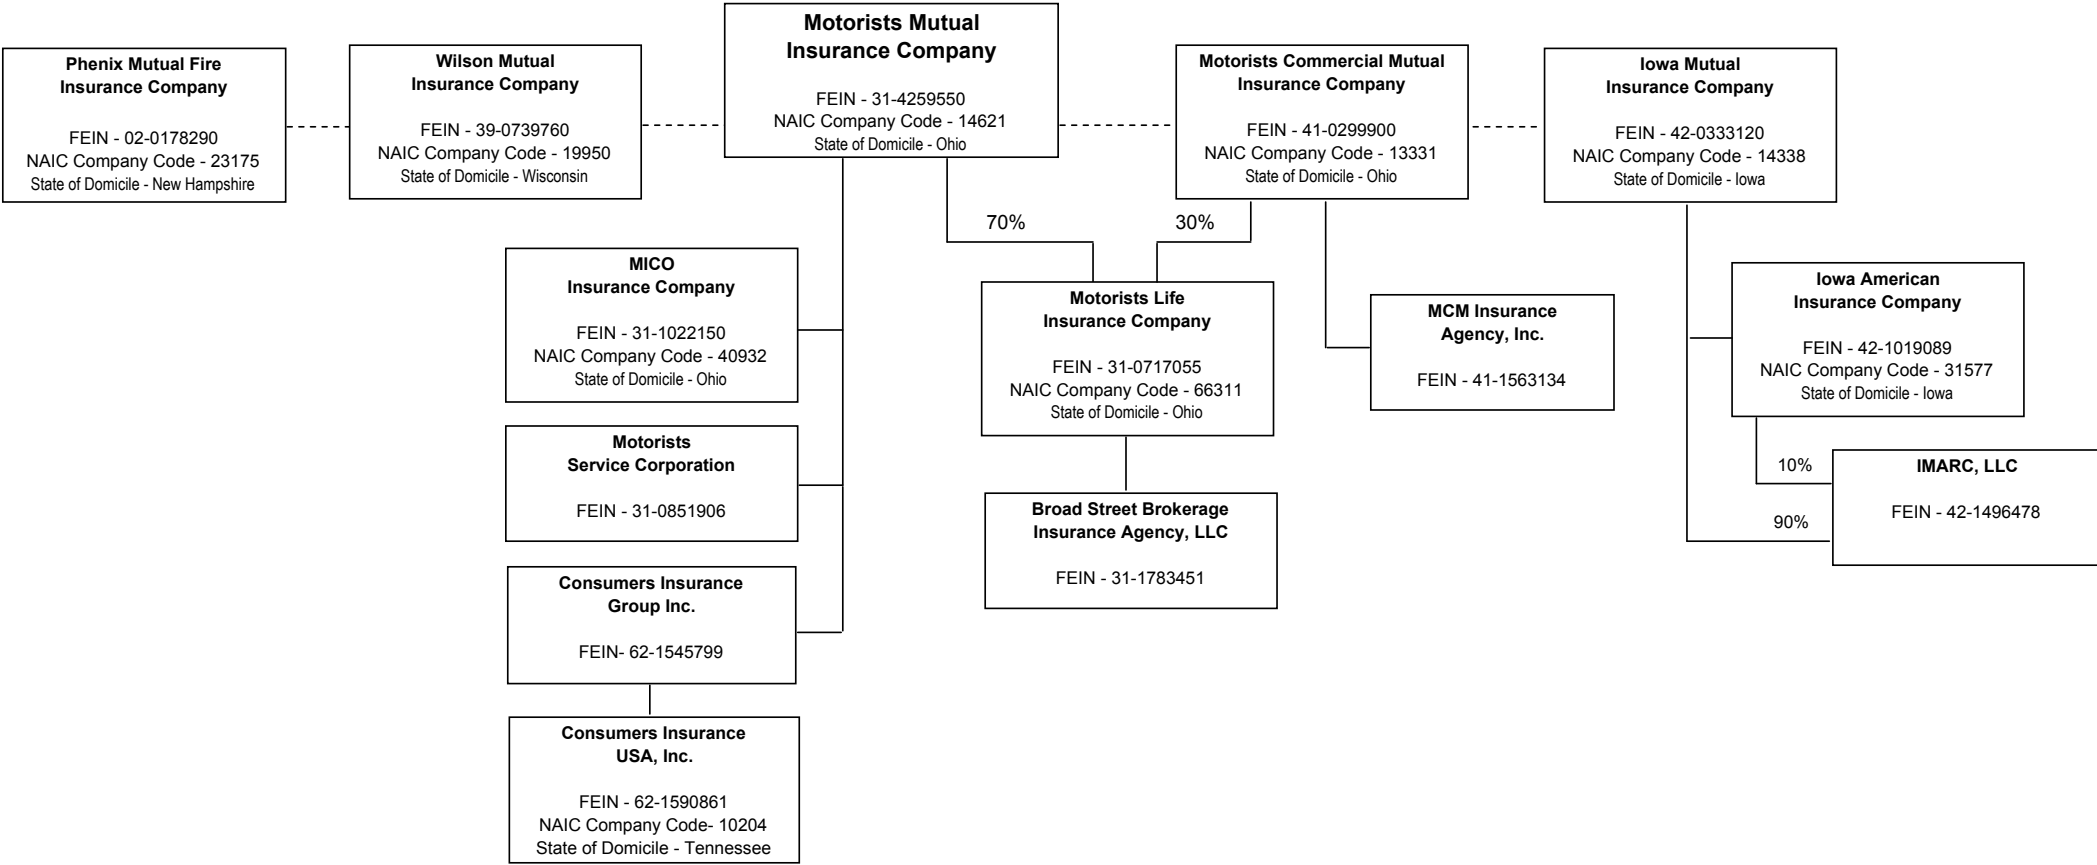 Phenix Mutual Fire
Insurance Company
FEIN - 02-0178290
NAIC Company Code - 23175
State of Domicile - New Hampshire
Wilson Mutual
Insurance Company
FEIN - 39-0739760
NAIC Company Code - 19950
State of Domicile - Wisconsin
Motorists Mutual
Insurance Company
FEIN - 31-4259550
NAIC Company Code - 14621
State of Domicile - Ohio
Motorists Commercial Mutual
Insurance Company
FEIN - 41-0299900
NAIC Company Code - 13331
State of Domicile - Ohio
Iowa Mutual
Insurance Company
FEIN - 42-0333120
NAIC Company Code - 14338
State of Domicile - Iowa
70%
30%
MICO
Insurance Company
FEIN - 31-1022150
NAIC Company Code - 40932
State of Domicile - Ohio
Motorists Life
Insurance Company
FEIN - 31-0717055
NAIC Company Code - 66311
State of Domicile - Ohio
MCM Insurance
Agency, Inc.
FEIN - 41-1563134
Iowa American
Insurance Company
FEIN - 42-1019089
NAIC Company Code - 31577
State of Domicile - Iowa
Motorists
Service Corporation
FEIN - 31-0851906
Broad Street Brokerage
Insurance Agency, LLC
FEIN - 31-1783451
10%
90%
IMARC, LLC
FEIN - 42-1496478
Consumers Insurance
Group Inc.
FEIN- 62-1545799
Consumers Insurance
USA, Inc.
FEIN - 62-1590861
NAIC Company Code- 10204
State of Domicile - Tennessee